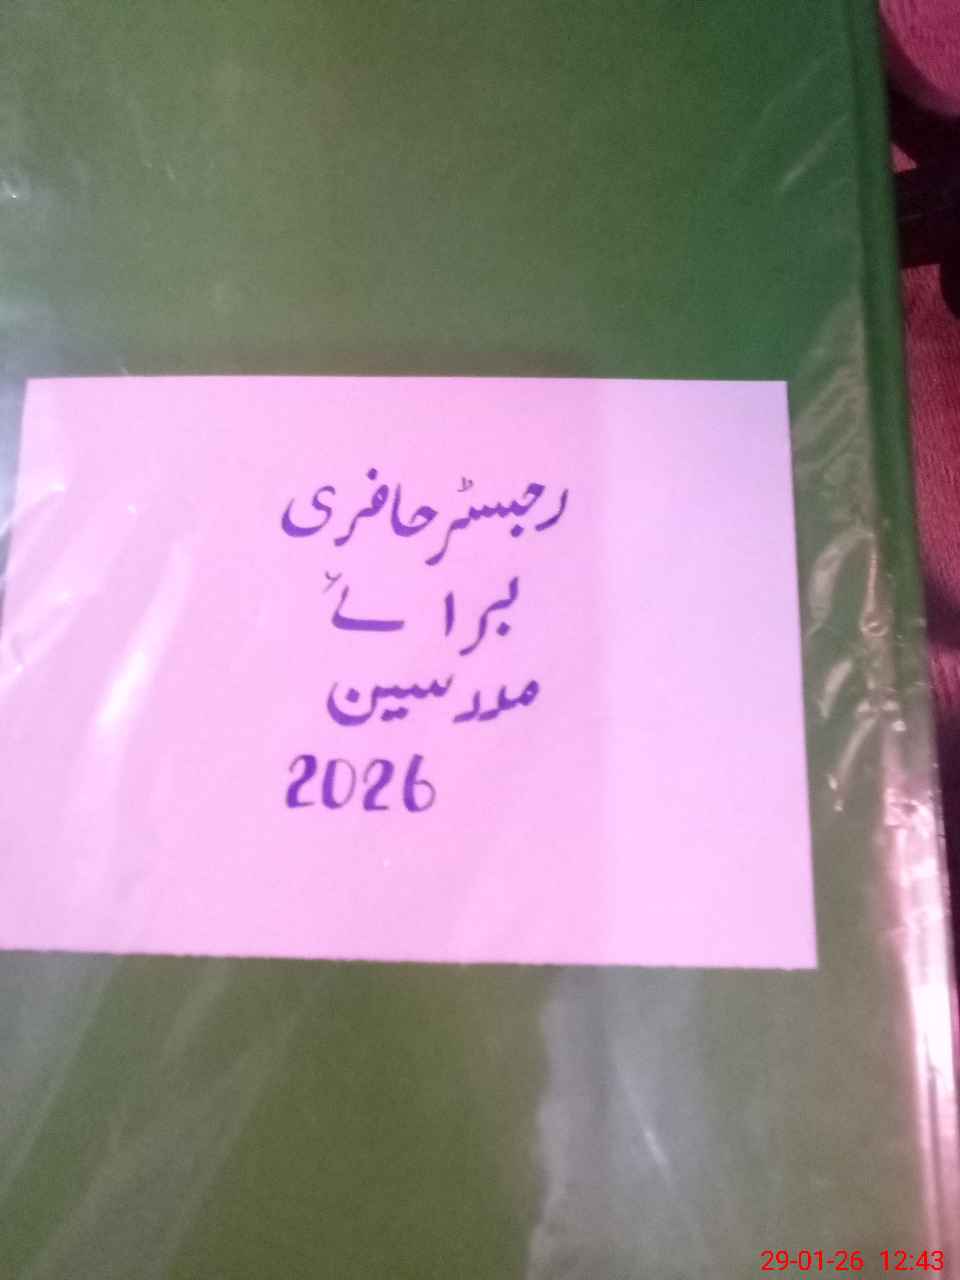 رجسٹر حاضری
برائے
مدرسین
2026
29-01-26 12:43